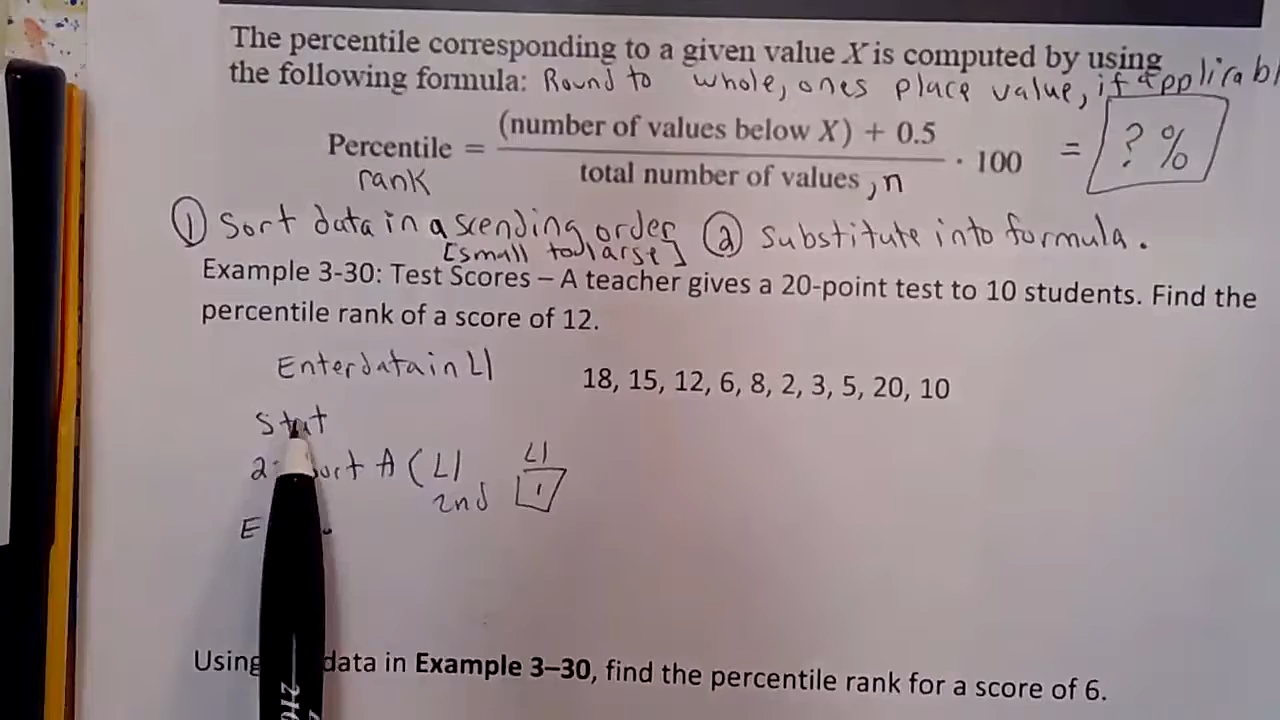 The percentile corresponding to a given value X is computed by using
the following formula: Round to whole, ones place value, if applicabl
(number of values below X) + 0.5
Percentile = · 100 = ? %
rank total number of values, n
① Sort data in ascending order ② Substitute into formula.
[small to large]
Example 3-30: Test Scores – A teacher gives a 20-point test to 10 students. Find the
percentile rank of a score of 12.
Enter data in L1
18, 15, 12, 6, 8, 2, 3, 5, 20, 10
Stat
2: Sort A (L1 L1
2nd 1
Using data in Example 3–30, find the percentile rank for a score of 6.